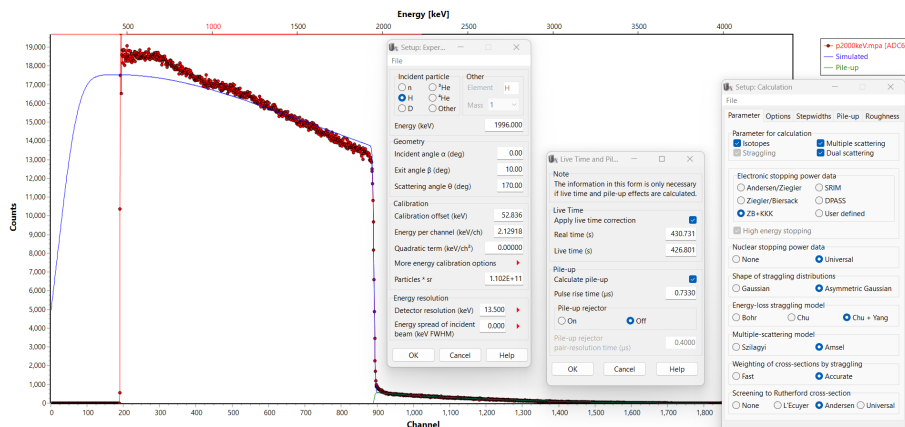 Energy [keV]
500 1000 1500 2000 2500 3000 3500 4000
19,000
18,000
17,000
16,000
15,000
14,000
13,000
12,000
11,000
10,000
9,000
8,000
7,000
6,000
5,000
4,000
3,000
2,000
1,000
0
Counts
0 100 200 300 400 500 600 700 800 900 1,000 1,100 1,200 1,300 1,400 1,500 1,600 1,700 1,800
Channel
p2000keV.mpa [ADC6
Simulated
Pile-up
Setup: Exper...
File
Incident particle
n
³He
H
⁴He
D
Other
Other
Element H
Mass 1
Energy (keV) 1996.000
Geometry
Incident angle α (deg) 0.00
Exit angle β (deg) 10.00
Scattering angle θ (deg) 170.00
Calibration
Calibration offset (keV) 52.836
Energy per channel (keV/ch) 2.12918
Quadratic term (keV/ch²) 0.00000
More energy calibration options
Particles * sr 1.102E+11
Energy resolution
Detector resolution (keV) 13.500
Energy spread of incident
beam (keV FWHM) 0.000
OK Cancel Help
Live Time and Pil...
Note
The information in this form is only necessary
if live time and pile-up effects are calculated.
Live Time
Apply live time correction
Real time (s) 430.731
Live time (s) 426.801
Pile-up
Calculate pile-up
Pulse rise time (µs) 0.7330
Pile-up rejector
On Off
Pile-up rejector
pair-resolution time (µs) 0.4000
OK Cancel Help
Setup: Calculation
File
Parameter Options Stepwidths Pile-up Roughness
Parameter for calculation
Isotopes Multiple scattering
Straggling Dual scattering
Electronic stopping power data
Andersen/Ziegler SRIM
Ziegler/Biersack DPASS
ZB+KKK User defined
High energy stopping
Nuclear stopping power data
None Universal
Shape of straggling distributions
Gaussian Asymmetric Gaussian
Energy-loss straggling model
Bohr Chu Chu + Yang
Multiple-scattering model
Szilagyi Amsel
Weighting of cross-sections by straggling
Fast Accurate
Screening to Rutherford cross-section
None L'Ecuyer Andersen Universal